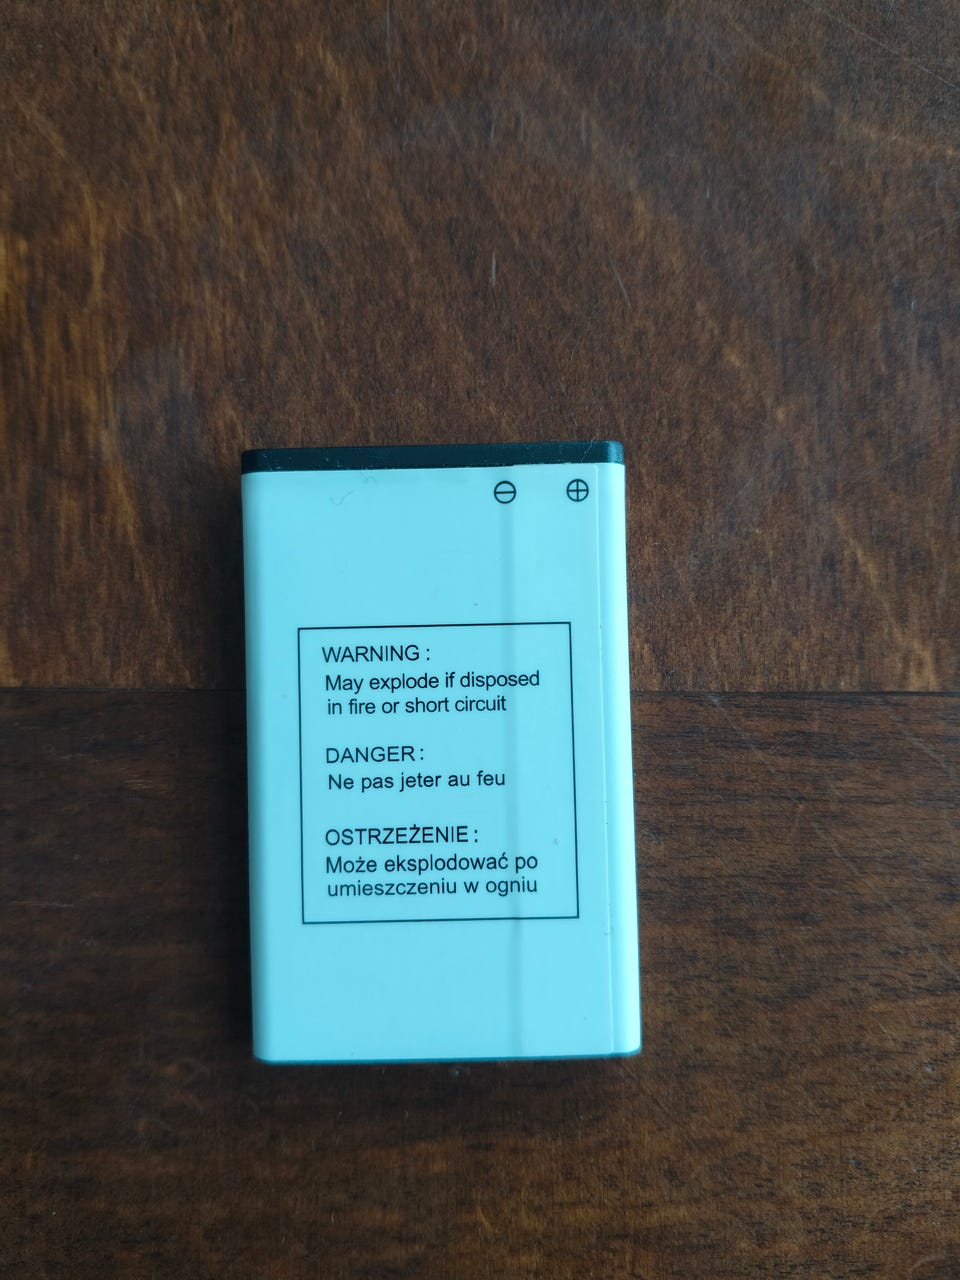 ⊖ ⊕
WARNING :
May explode if disposed
in fire or short circuit
DANGER :
Ne pas jeter au feu
OSTRZEŻENIE :
Może eksplodować po
umieszczeniu w ogniu